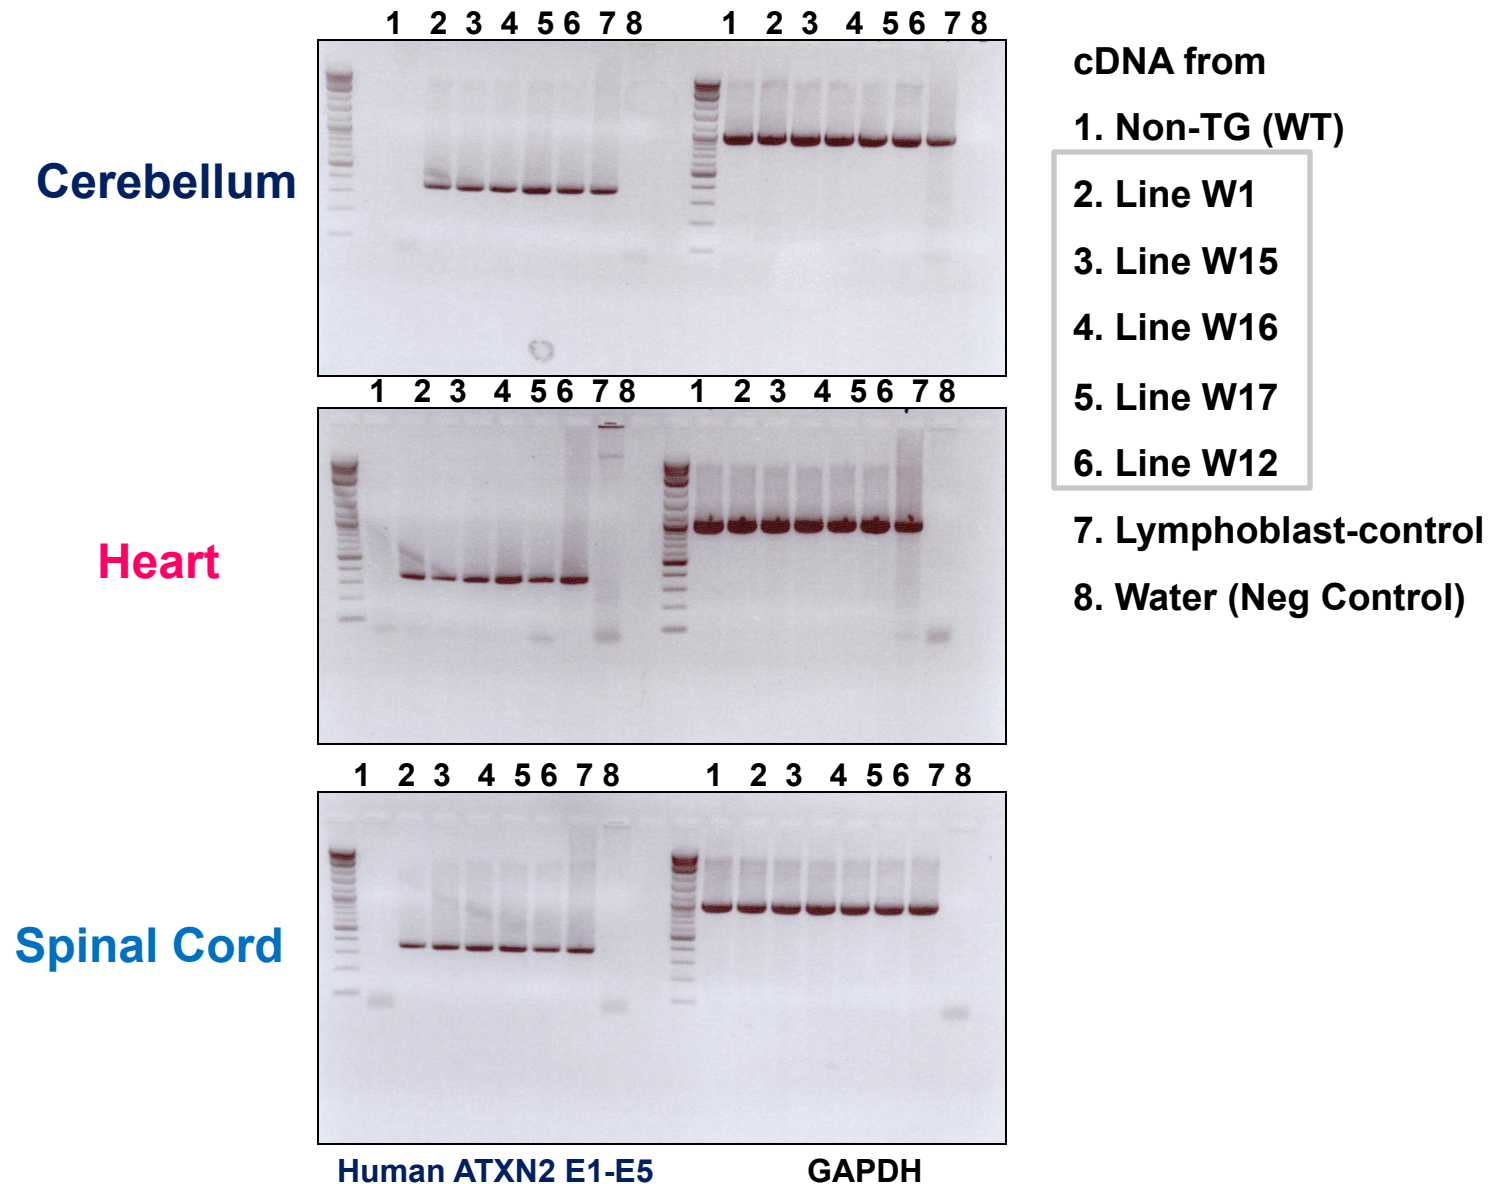 1 2 3 4 5 6 7 8 1 2 3 4 5 6 7 8
Cerebellum
1 2 3 4 5 6 7 8 1 2 3 4 5 6 7 8
Heart
1 2 3 4 5 6 7 8 1 2 3 4 5 6 7 8
Spinal Cord
Human ATXN2 E1-E5 GAPDH
cDNA from
1. Non-TG (WT)
2. Line W1
3. Line W15
4. Line W16
5. Line W17
6. Line W12
7. Lymphoblast-control
8. Water (Neg Control)